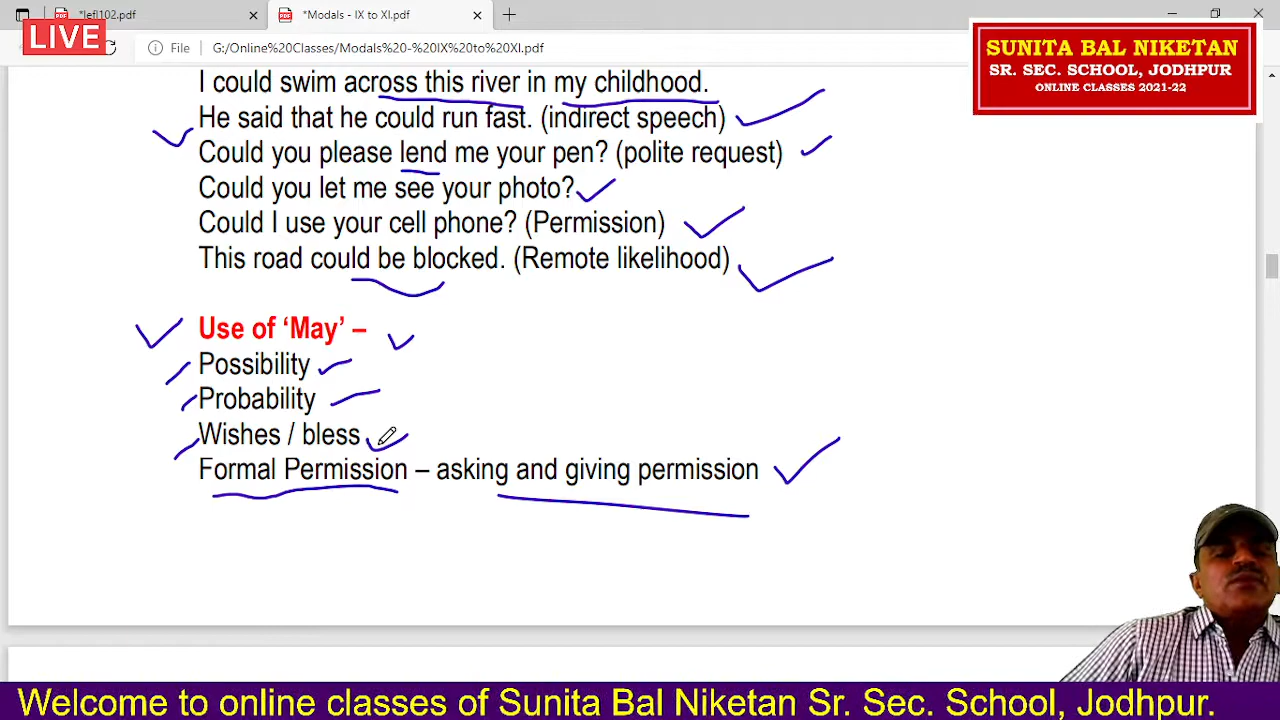 *lefl102.pdf
*Modals - IX to XI.pdf
LIVE
File G:/Online%20Classes/Modals%20-%20IX%20to%20XI.pdf
SUNITA BAL NIKETAN
SR. SEC. SCHOOL, JODHPUR
ONLINE CLASSES 2021-22
I could swim across this river in my childhood.
He said that he could run fast. (indirect speech)
Could you please lend me your pen? (polite request)
Could you let me see your photo?
Could I use your cell phone? (Permission)
This road could be blocked. (Remote likelihood)
Use of ‘May’ –
Possibility
Probability
Wishes / bless
Formal Permission – asking and giving permission
Welcome to online classes of Sunita Bal Niketan Sr. Sec. School, Jodhpur.